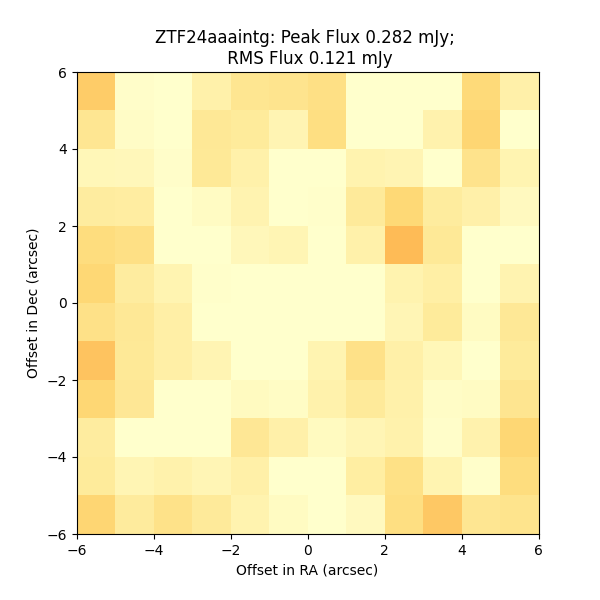 ZTF24aaaintg: Peak Flux 0.282 mJy;
RMS Flux 0.121 mJy
6
4
2
0
−2
−4
−6
Offset in Dec (arcsec)
−6 −4 −2 0 2 4 6
Offset in RA (arcsec)